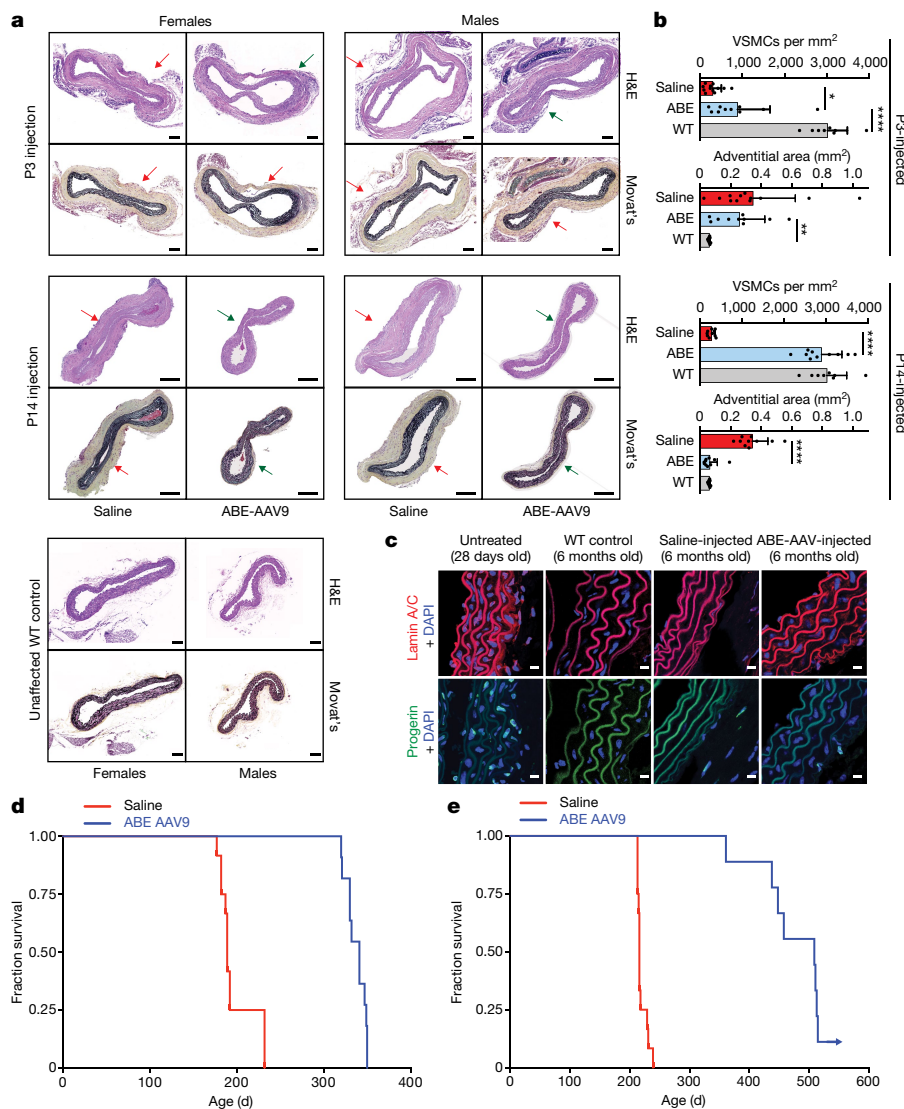 a
Females
Males
P3 injection
H&E
Movat's
P14 injection
H&E
Movat's
Saline
ABE-AAV9
Saline
ABE-AAV9
Unaffected WT control
H&E
Movat's
Females
Males
b
VSMCs per mm²
0 1,000 2,000 3,000 4,000
Saline
ABE
WT
*
****
Adventitial area (mm²)
0 0.2 0.4 0.6 0.8 1.0
Saline
ABE
WT
**
P3-injected
VSMCs per mm²
0 1,000 2,000 3,000 4,000
Saline
ABE
WT
****
Adventitial area (mm²)
0 0.2 0.4 0.6 0.8 1.0
Saline
ABE
WT
****
P14-injected
c
Untreated
(28 days old)
WT control
(6 months old)
Saline-injected
(6 months old)
ABE-AAV-injected
(6 months old)
Lamin A/C
+ DAPI
Progerin
+ DAPI
d
Saline
ABE AAV9
Fraction survival
1.00
0.75
0.50
0.25
0
0 100 200 300 400
Age (d)
e
Saline
ABE AAV9
Fraction survival
1.00
0.75
0.50
0.25
0
0 100 200 300 400 500 600
Age (d)